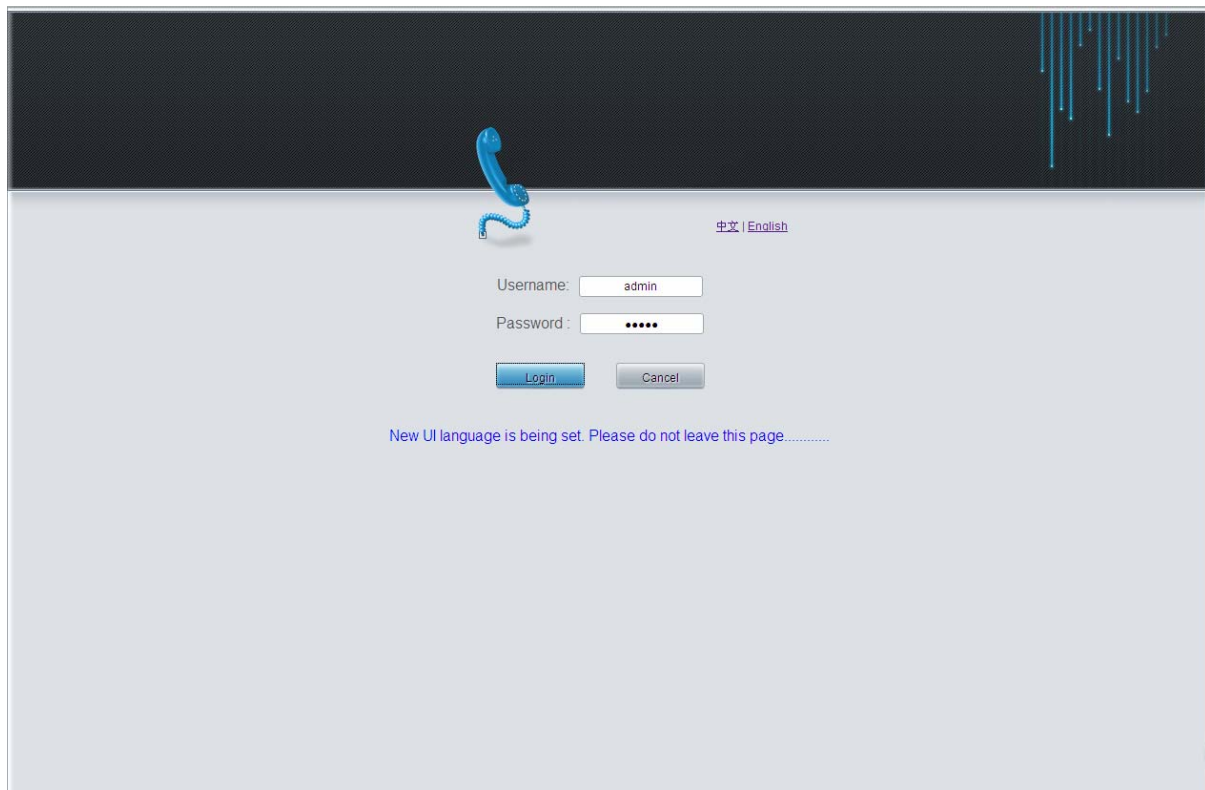 中文 | English
Username: admin
Password : •••••
Login Cancel
New UI language is being set. Please do not leave this page............